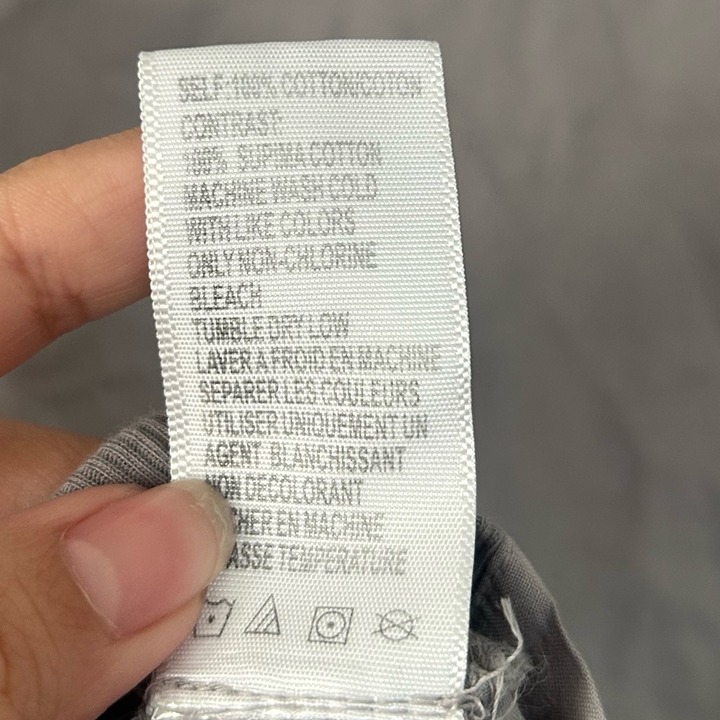 SELF:100% COTTON/COTON
CONTRAST:
100% SUPIMA COTTON
MACHINE WASH COLD
WITH LIKE COLORS
ONLY NON-CHLORINE
BLEACH
TUMBLE DRY LOW
LAVER A FROID EN MACHINE
SEPARER LES COULEURS
UTILISER UNIQUEMENT UN
AGENT BLANCHISSANT
NON DECOLORANT
EN MACHINE
TEMPERATURE